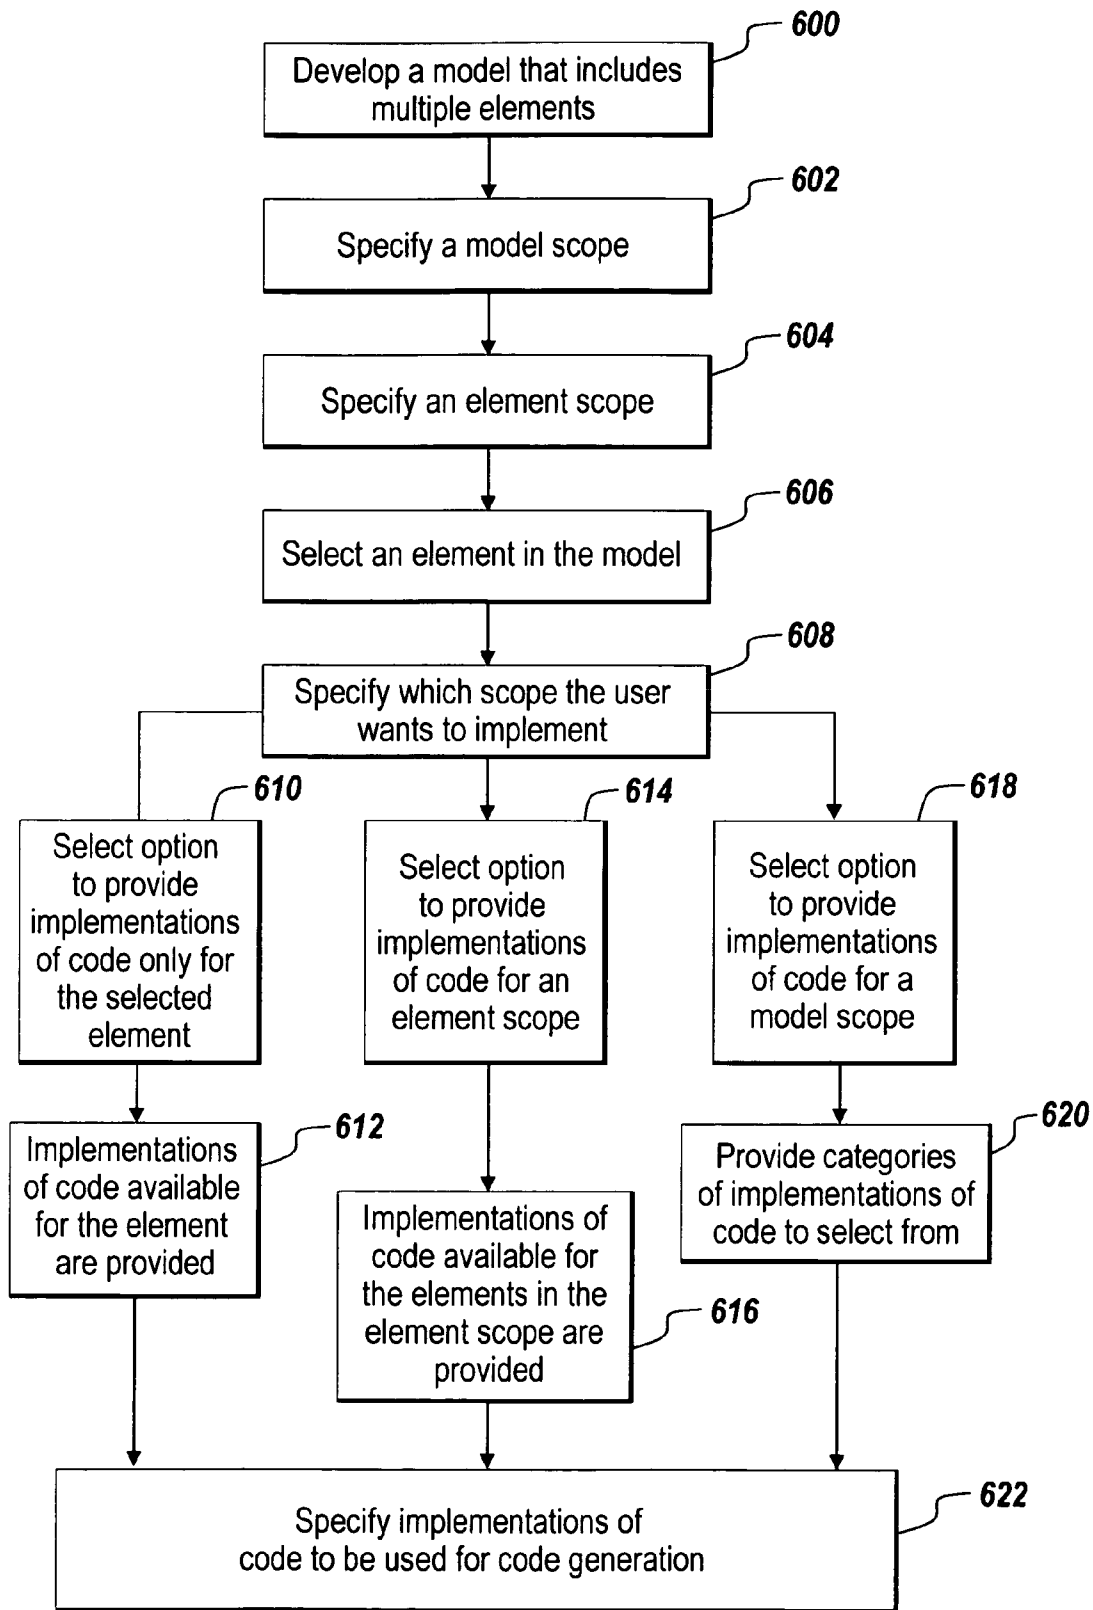 600
Develop a model that includes
multiple elements
602
Specify a model scope
604
Specify an element scope
606
Select an element in the model
608
Specify which scope the user
wants to implement
610
Select option
to provide
implementations
of code only for
the selected
element
614
Select option
to provide
implementations
of code for an
element scope
618
Select option
to provide
implementations
of code for a
model scope
612
Implementations
of code available
for the element
are provided
616
Implementations of
code available for
the elements in the
element scope are
provided
620
Provide categories
of implementations of
code to select from
622
Specify implementations of
code to be used for code generation